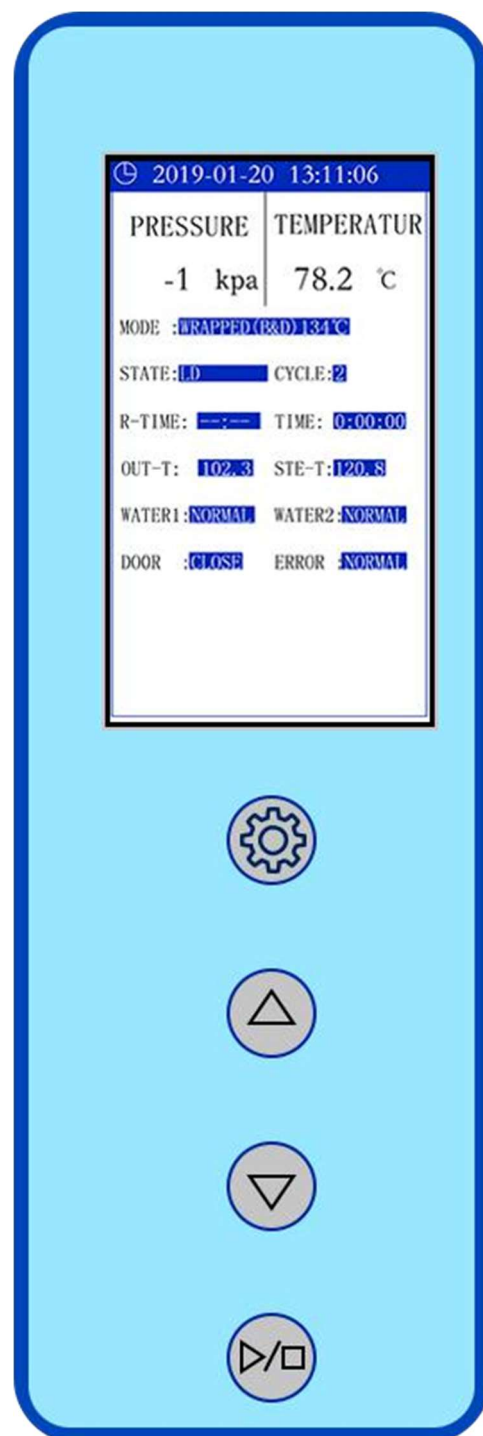 2019-01-20 13:11:06
PRESSURE TEMPERATUR
-1 kpa 78.2 ℃
MODE :WRAPPED(B&D)134℃
STATE:LD CYCLE:2
R-TIME: --:-- TIME: 0:00:00
OUT-T: 102.3 STE-T:120.8
WATER1:NORMAL WATER2:NORMAL
DOOR :CLOSE ERROR :NORMAL